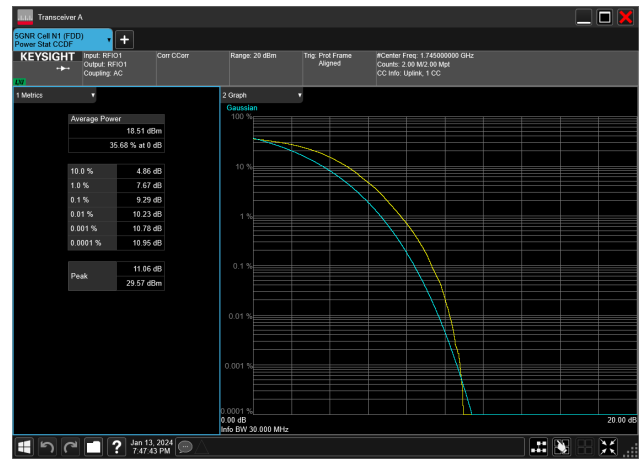 Transceiver A
5GNR Cell N1 (FDD)
Power Stat CCDF
KEYSIGHT
Input: RFIO1
Output: RFIO1
Coupling: AC
Corr CCorr
Range: 20 dBm
Trig: Prot Frame
Aligned
#Center Freq: 1.745000000 GHz
Counts: 2.00 M/2.00 Mpt
CC Info: Uplink, 1 CC
1 Metrics
Average Power
18.51 dBm
35.68 % at 0 dB
10.0 % 4.86 dB
1.0 % 7.67 dB
0.1 % 9.29 dB
0.01 % 10.23 dB
0.001 % 10.78 dB
0.0001 % 10.95 dB
Peak
11.06 dB
29.57 dBm
2 Graph
Gaussian
100 %
10 %
1 %
0.1 %
0.01 %
0.001 %
0.0001 %
0.00 dB 20.00 dB
Info BW 30.000 MHz
Jan 13, 2024
7:47:43 PM